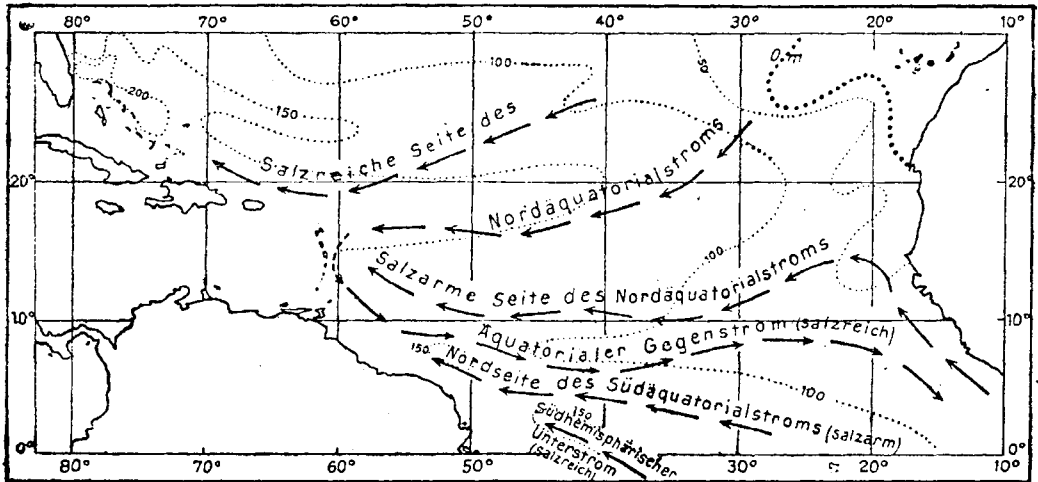 80° 70° 60° 50° 40° 30° 20° 10°
0 m
100
50
200
150
Salzreiche Seite des
20° 20°
Nordäquatorialstroms
100
Salzarme Seite des Nordäquatorialstroms
10° 10°
Äquatorialer Gegenstrom (salzreich)
150
Nordseite des Südäquatorialstroms (salzarm)
100
150
Südhemisphärischer
Unterstrom
(salzreich)
0° 0°
80° 70° 60° 50° 40° 30° 20° 10°